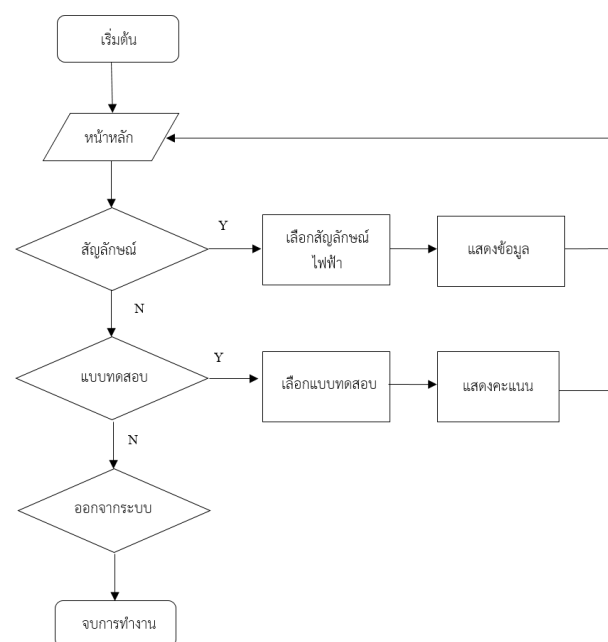 เริ่มต้น
หน้าหลัก
สัญลักษณ์
Y
เลือกสัญลักษณ์
ไฟฟ้า
แสดงข้อมูล
N
แบบทดสอบ
Y
เลือกแบบทดสอบ
แสดงคะแนน
N
ออกจากระบบ
จบการทำงาน